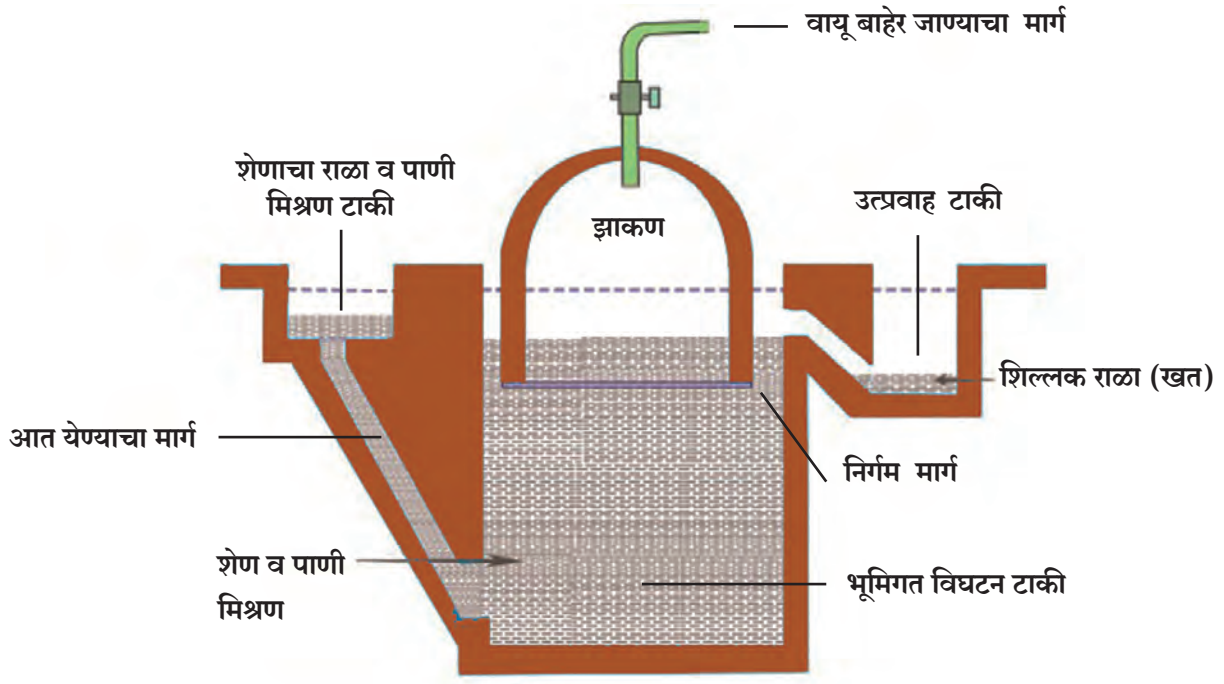 वायू बाहेर जाण्याचा मार्ग
शेणाचा राळा व पाणी
मिश्रण टाकी
उत्प्रवाह टाकी
झाकण
शिल्लक राळा (खत)
आत येण्याचा मार्ग
निर्गम मार्ग
शेण व पाणी
मिश्रण
भूमिगत विघटन टाकी